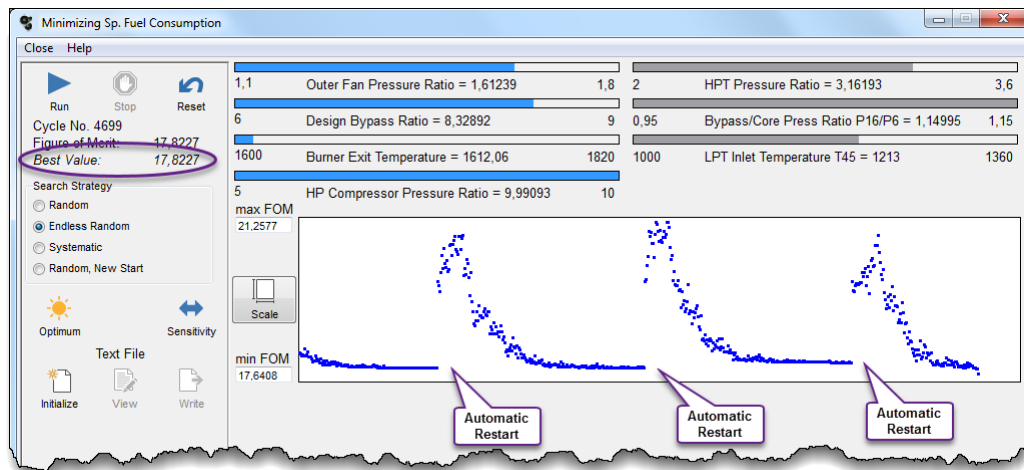 Minimizing Sp. Fuel Consumption
Close Help
Run Stop Reset
Cycle No. 4699
Figure of Merit: 17,8227
Best Value: 17,8227
Search Strategy
Random
Endless Random
Systematic
Random, New Start
Optimum Sensitivity
Text File
Initialize View Write
1,1 Outer Fan Pressure Ratio = 1,61239 1,8
6 Design Bypass Ratio = 8,32892 9
1600 Burner Exit Temperature = 1612,06 1820
5 HP Compressor Pressure Ratio = 9,99093 10
2 HPT Pressure Ratio = 3,16193 3,6
0,95 Bypass/Core Press Ratio P16/P6 = 1,14995 1,15
1000 LPT Inlet Temperature T45 = 1213 1360
max FOM
21,2577
Scale
min FOM
17,6408
Automatic
Restart
Automatic
Restart
Automatic
Restart